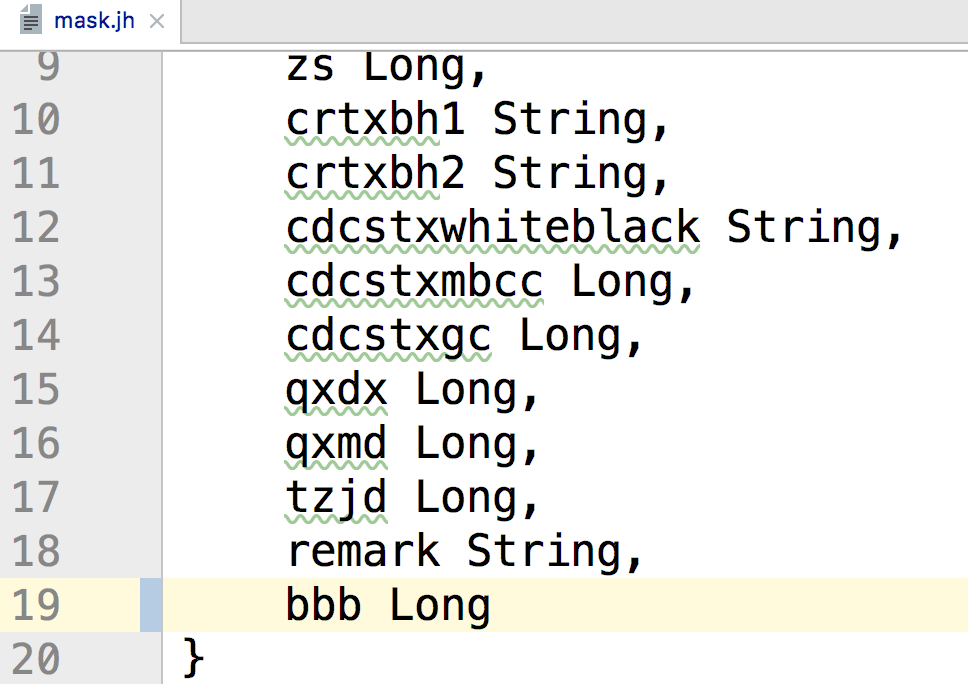 mask.jh
9 zs Long,
10 crtxbh1 String,
11 crtxbh2 String,
12 cdcstxwhiteblack String,
13 cdcstxmbcc Long,
14 cdcstxgc Long,
15 qxdx Long,
16 qxmd Long,
17 tzjd Long,
18 remark String,
19 bbb Long
20 }